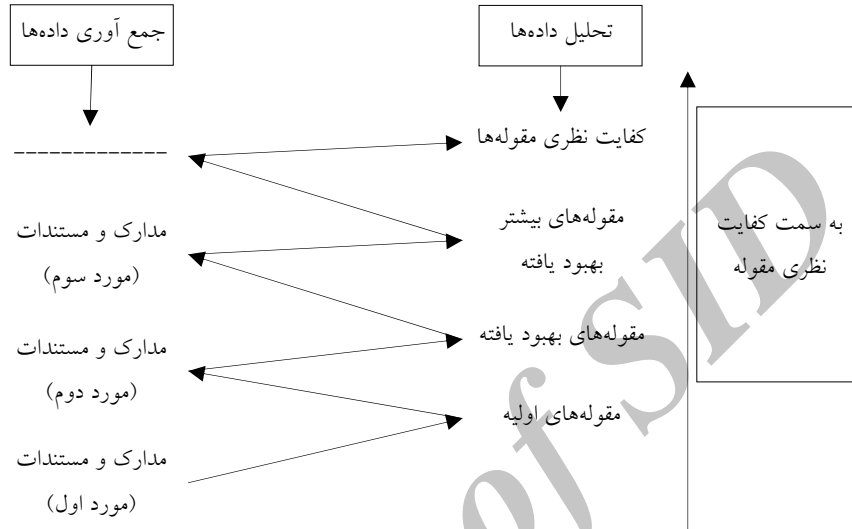 جمع آوری داده‌ها
تحلیل داده‌ها
کفایت نظری مقوله‌ها
-------------
مقوله‌های بیشتر
بهبود یافته
مدارک و مستندات
(مورد سوم)
به سمت کفایت
نظری مقوله
مقوله‌های بهبود یافته
مدارک و مستندات
(مورد دوم)
مقوله‌های اولیه
مدارک و مستندات
(مورد اول)
of SID